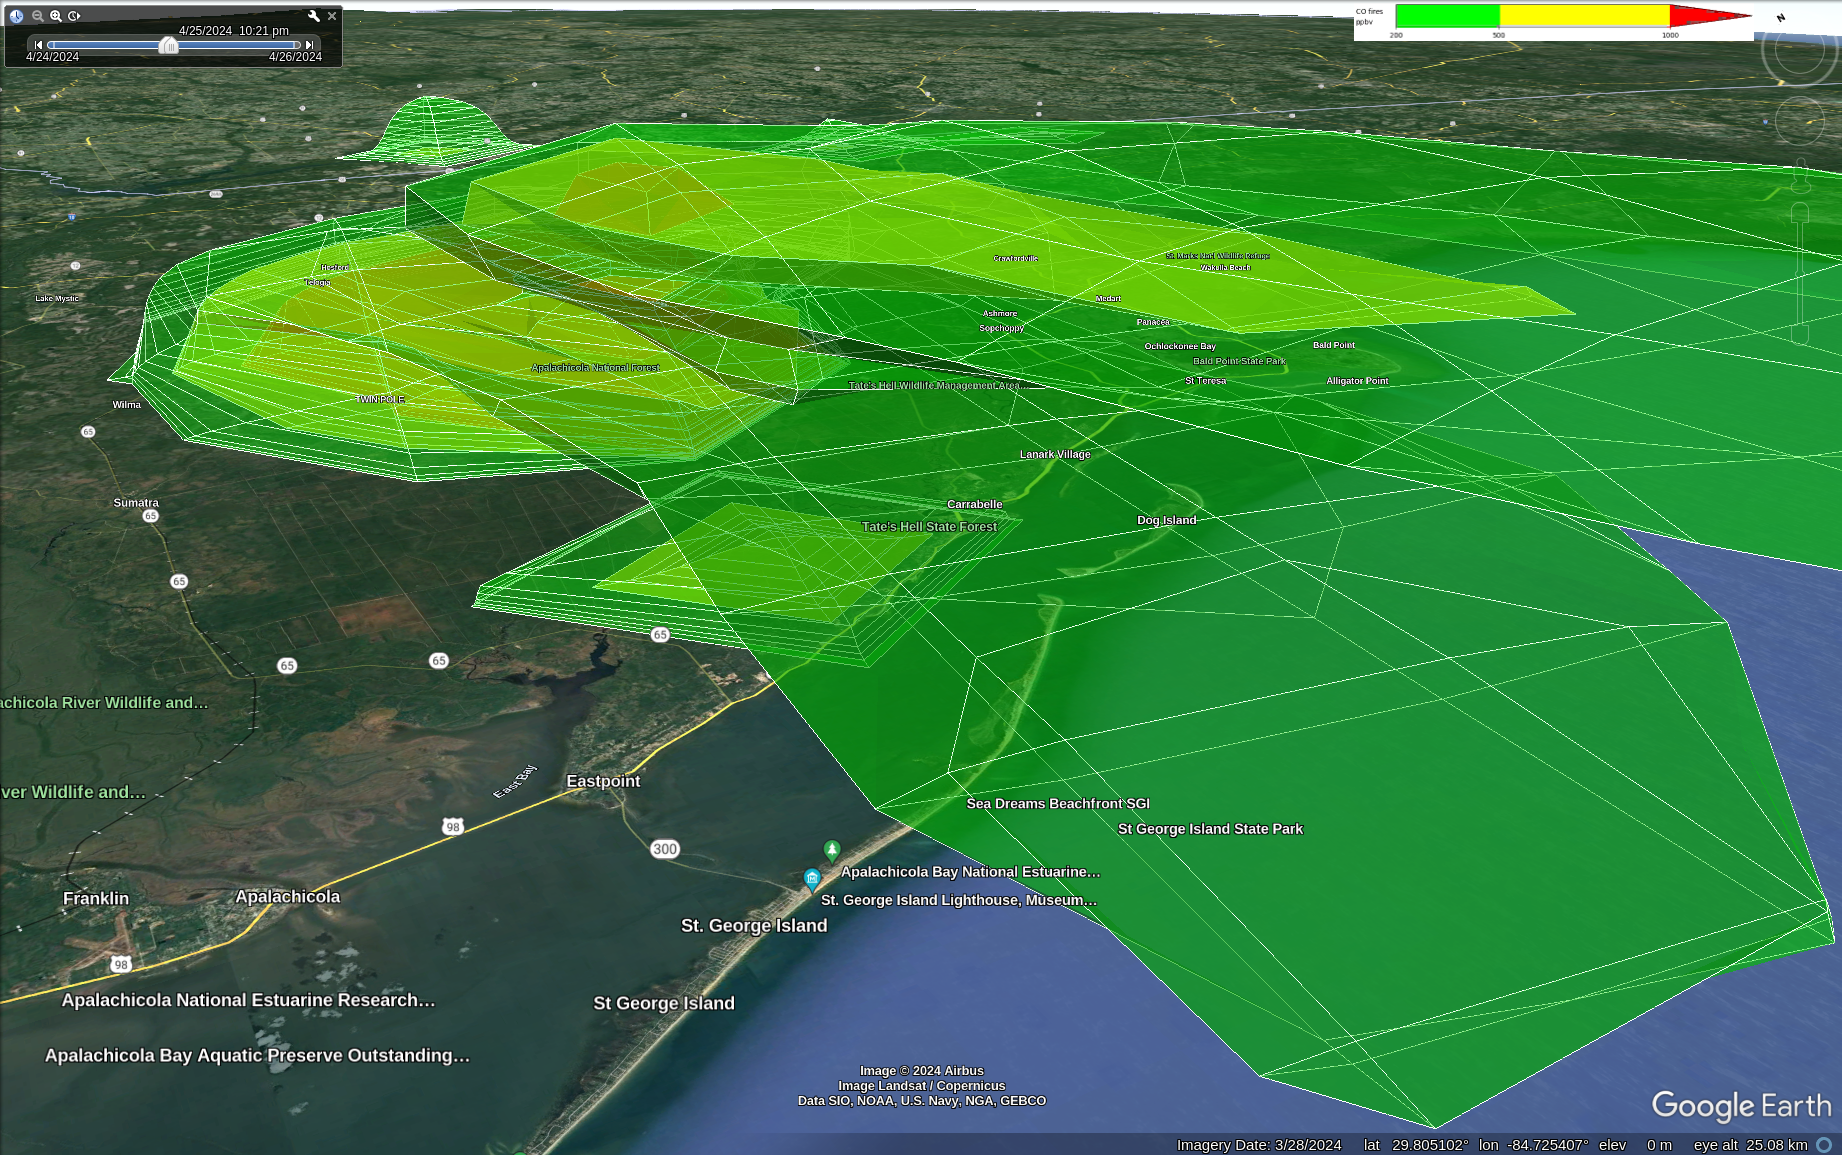 4/25/2024 10:21 pm
4/24/2024
4/26/2024
CO fires
ppbv
200
500
1000
N
Hosford
Telogia
Lake Mystic
Crawfordville
St. Marks Nat'l Wildlife Refuge
Wakulla Beach
Medart
Ashmore
Sopchoppy
Panacea
Ochlockonee Bay
Bald Point
Bald Point State Park
Apalachicola National Forest
St Teresa
Alligator Point
Tate's Hell Wildlife Management Area...
TWIN POLE
Wilma
65
Lanark Village
Sumatra
65
Carrabelle
Dog Island
Tate's Hell State Forest
65
65
65
65
achicola River Wildlife and...
East Bay
Eastpoint
ver Wildlife and...
Sea Dreams Beachfront SGI
98
St George Island State Park
300
Apalachicola Bay National Estuarine...
Franklin
Apalachicola
St. George Island Lighthouse, Museum...
St. George Island
98
Apalachicola National Estuarine Research...
St George Island
Apalachicola Bay Aquatic Preserve Outstanding...
Image © 2024 Airbus
Image Landsat / Copernicus
Data SIO, NOAA, U.S. Navy, NGA, GEBCO
Google Earth
Imagery Date: 3/28/2024 lat 29.805102° lon -84.725407° elev 0 m eye alt 25.08 km